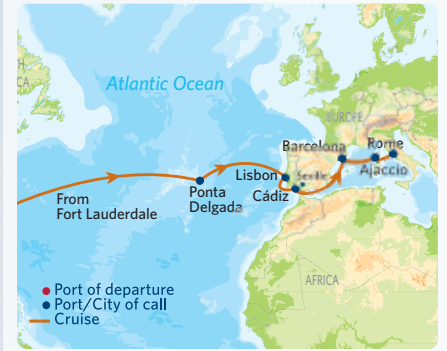 Atlantic Ocean
EUROPE
Barcelona
Rome
Ajaccio
Lisbon
Seville
Cádiz
Ponta
Delgada
From
Fort Lauderdale
AFRICA
Port of departure
Port/City of call
Cruise